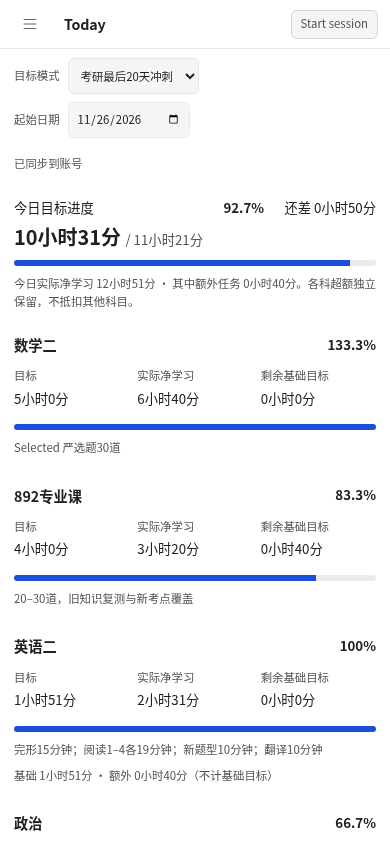 Today
Start session
目标模式
考研最后20天冲刺
起始日期
11/26/2026
已同步到账号
今日目标进度 92.7% 还差 0小时50分
10小时31分 / 11小时21分
今日实际净学习 12小时51分 · 其中额外任务 0小时40分。各科超额独立
保留，不抵扣其他科目。
数学二 133.3%
目标 实际净学习 剩余基础目标
5小时0分 6小时40分 0小时0分
Selected 严选题30道
892专业课 83.3%
目标 实际净学习 剩余基础目标
4小时0分 3小时20分 0小时40分
20–30道，旧知识复测与新考点覆盖
英语二 100%
目标 实际净学习 剩余基础目标
1小时51分 2小时31分 0小时0分
完形15分钟；阅读1–4各19分钟；新题型10分钟；翻译10分钟
基础 1小时51分 · 额外 0小时40分（不计基础目标）
政治 66.7%